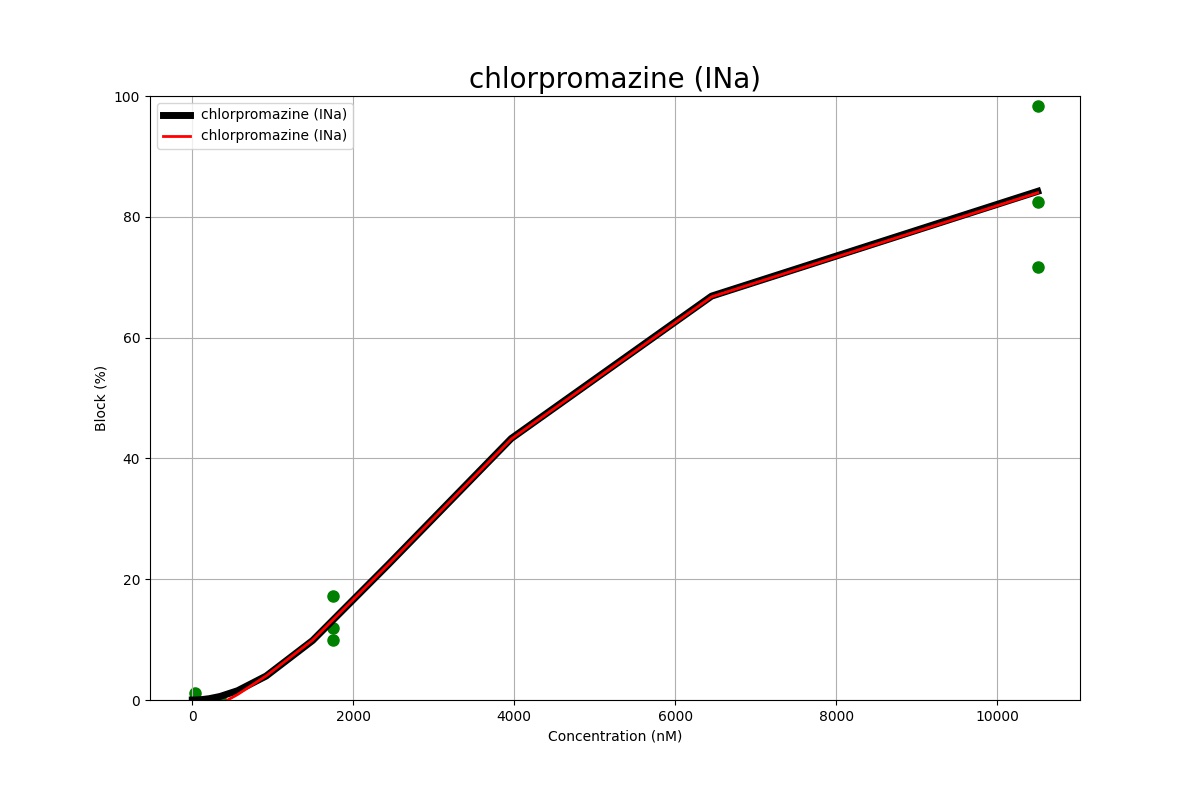 chlorpromazine (INa)
100
chlorpromazine (INa)
chlorpromazine (INa)
80
60
Block (%)
40
20
0
0 2000 4000 6000 8000 10000
Concentration (nM)